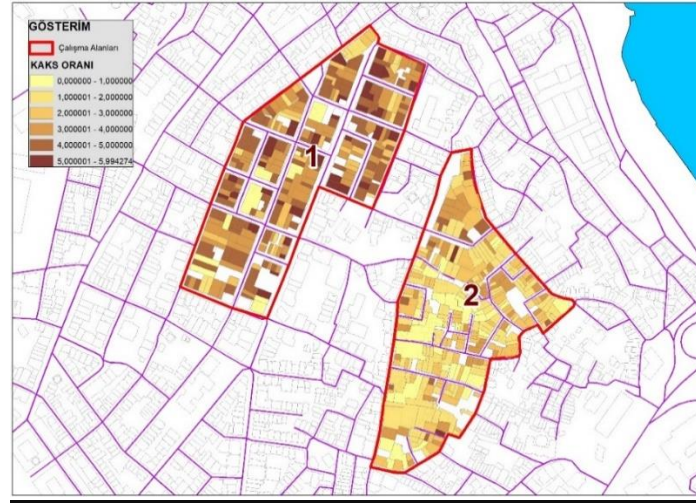 GÖSTERİM
Çalışma Alanları
KAKS ORANI
0,000000 - 1,000000
1,000001 - 2,000000
2,000001 - 3,000000
3,000001 - 4,000000
4,000001 - 5,000000
5,000001 - 5,994274
1
2